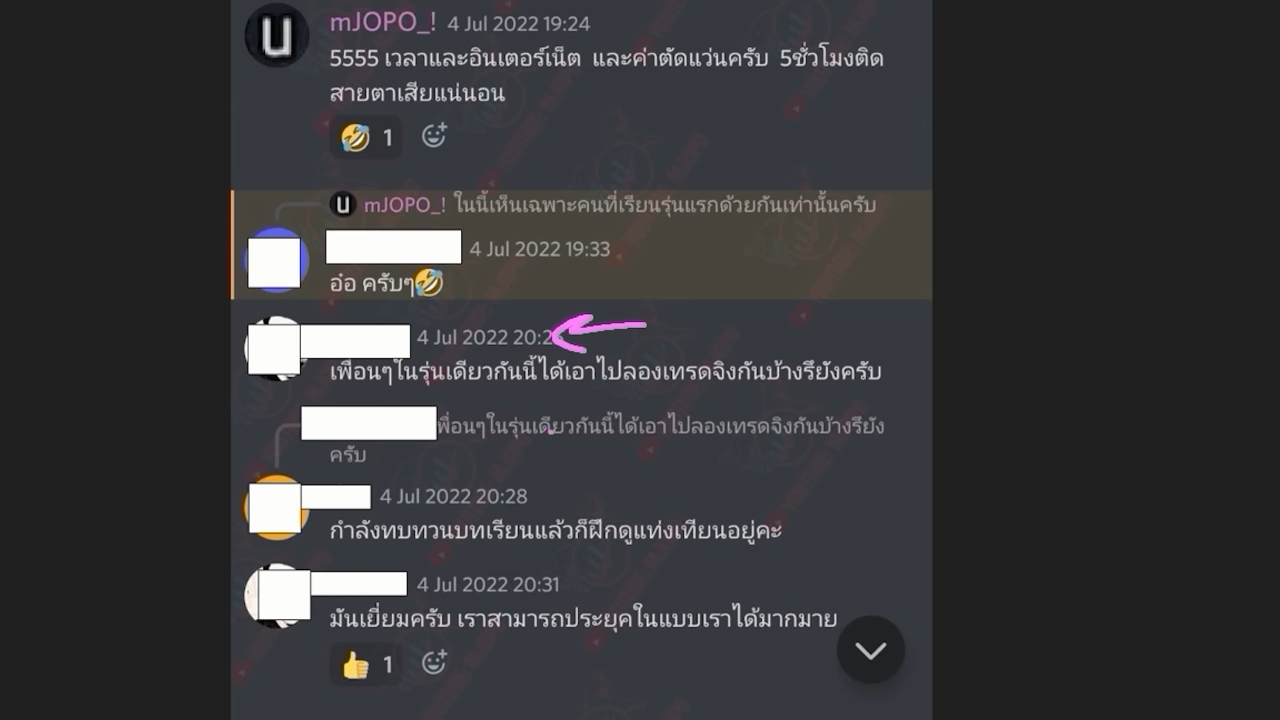 mJOPO_! 4 Jul 2022 19:24
5555 เวลาและอินเตอร์เน็ต และค่าตัดแว่นครับ 5ชั่วโมงติด
สายตาเสียแน่นอน
1
mJOPO_! ในนี้เห็นเฉพาะคนที่เรียนรุ่นแรกด้วยกันเท่านั้นครับ
4 Jul 2022 19:33
อ๋อ ครับๆ
4 Jul 2022
เพื่อนๆในรุ่นเดียวกันนี้ได้เอาไปลองเทรดจิงกันบ้างรึยังครับ
พื่อนๆในรุ่นเดียวกันนี้ได้เอาไปลองเทรดจิงกันบ้างรึยัง
ครับ
4 Jul 2022 20:28
กำลังทบทวนบทเรียนแล้วก็ฝึกดูแท่งเทียนอยู่คะ
4 Jul 2022 20:31
มันเยี่ยมครับ เราสามารถประยุคในแบบเราได้มากมาย
1